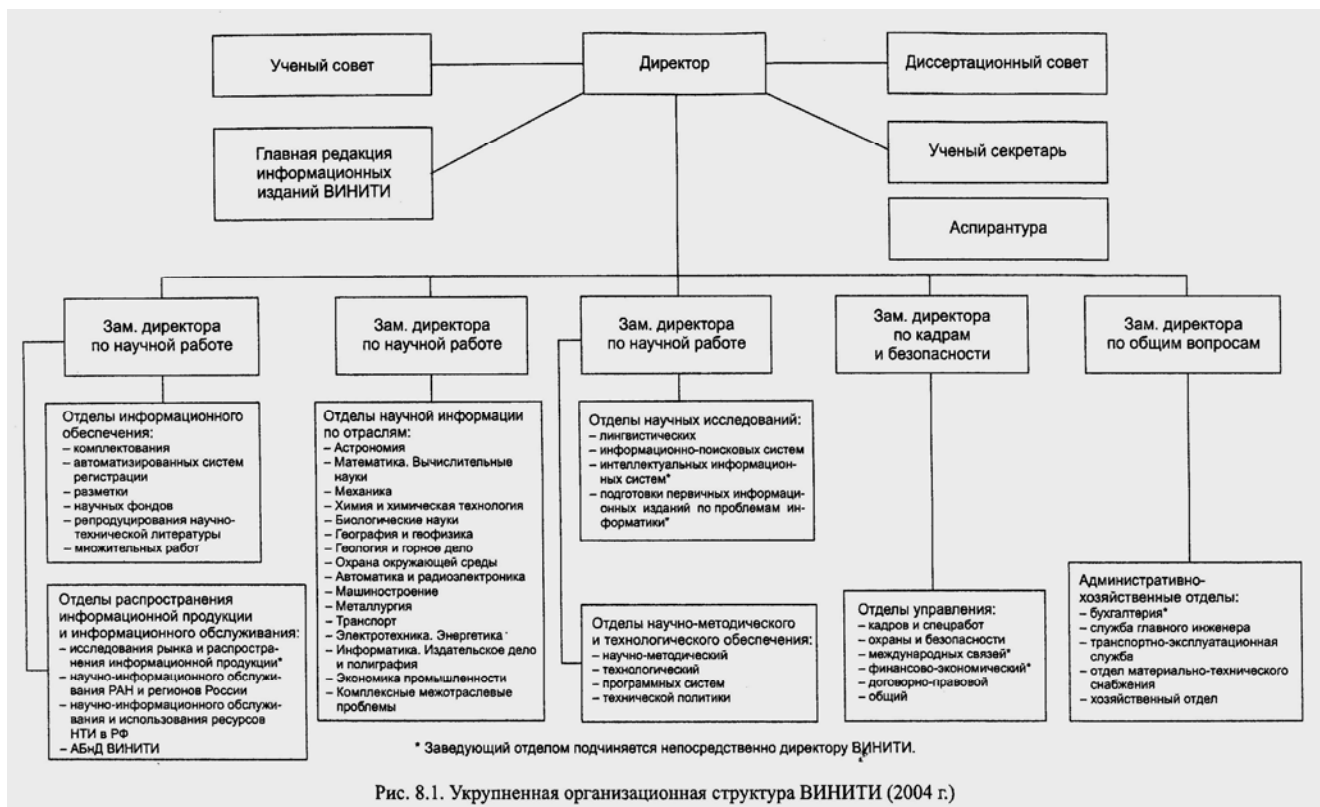 Ученый совет
Директор
Диссертационный совет
Главная редакция
информационных
изданий ВИНИТИ
Ученый секретарь
Аспирантура
Зам. директора
по научной работе
Зам. директора
по научной работе
Зам. директора
по научной работе
Зам. директора
по кадрам
и безопасности
Зам. директора
по общим вопросам
Отделы информационного
обеспечения:
– комплектования
– автоматизированных систем
регистрации
– разметки
– научных фондов
– репродуцирования научно-
технической литературы
– множительных работ
Отделы распространения
информационной продукции
и информационного обслуживания:
– исследования рынка и распростра-
нения информационной продукции*
– научно-информационного обслужи-
вания РАН и регионов России
– научно-информационного обслужи-
вания и использования ресурсов
НТИ в РФ
– АБнД ВИНИТИ
Отделы научной информации
по отраслям:
– Астрономия
– Математика. Вычислительные
науки
– Механика
– Химия и химическая технология
– Биологические науки
– География и геофизика
– Геология и горное дело
– Охрана окружающей среды
– Автоматика и радиоэлектроника
– Машиностроение
– Металлургия
– Транспорт
– Электротехника. Энергетика
– Информатика. Издательское дело
и полиграфия
– Экономика промышленности
– Комплексные межотраслевые
проблемы
Отделы научных исследований:
– лингвистических
– информационно-поисковых систем
– интеллектуальных информацион-
ных систем*
– подготовки первичных информаци-
онных изданий по проблемам ин-
форматики*
Отделы научно-методического
и технологического обеспечения:
– научно-методический
– технологический
– программных систем
– технической политики
Отделы управления:
– кадров и спецработ
– охраны и безопасности
– международных связей*
– финансово-экономический*
– договорно-правовой
– общий
Административно-
хозяйственные отделы:
– бухгалтерия*
– служба главного инженера
– транспортно-эксплуатационная
служба
– отдел материально-технического
снабжения
– хозяйственный отдел
* Заведующий отделом подчиняется непосредственно директору ВИНИТИ.
Рис. 8.1. Укрупненная организационная структура ВИНИТИ (2004 г.)